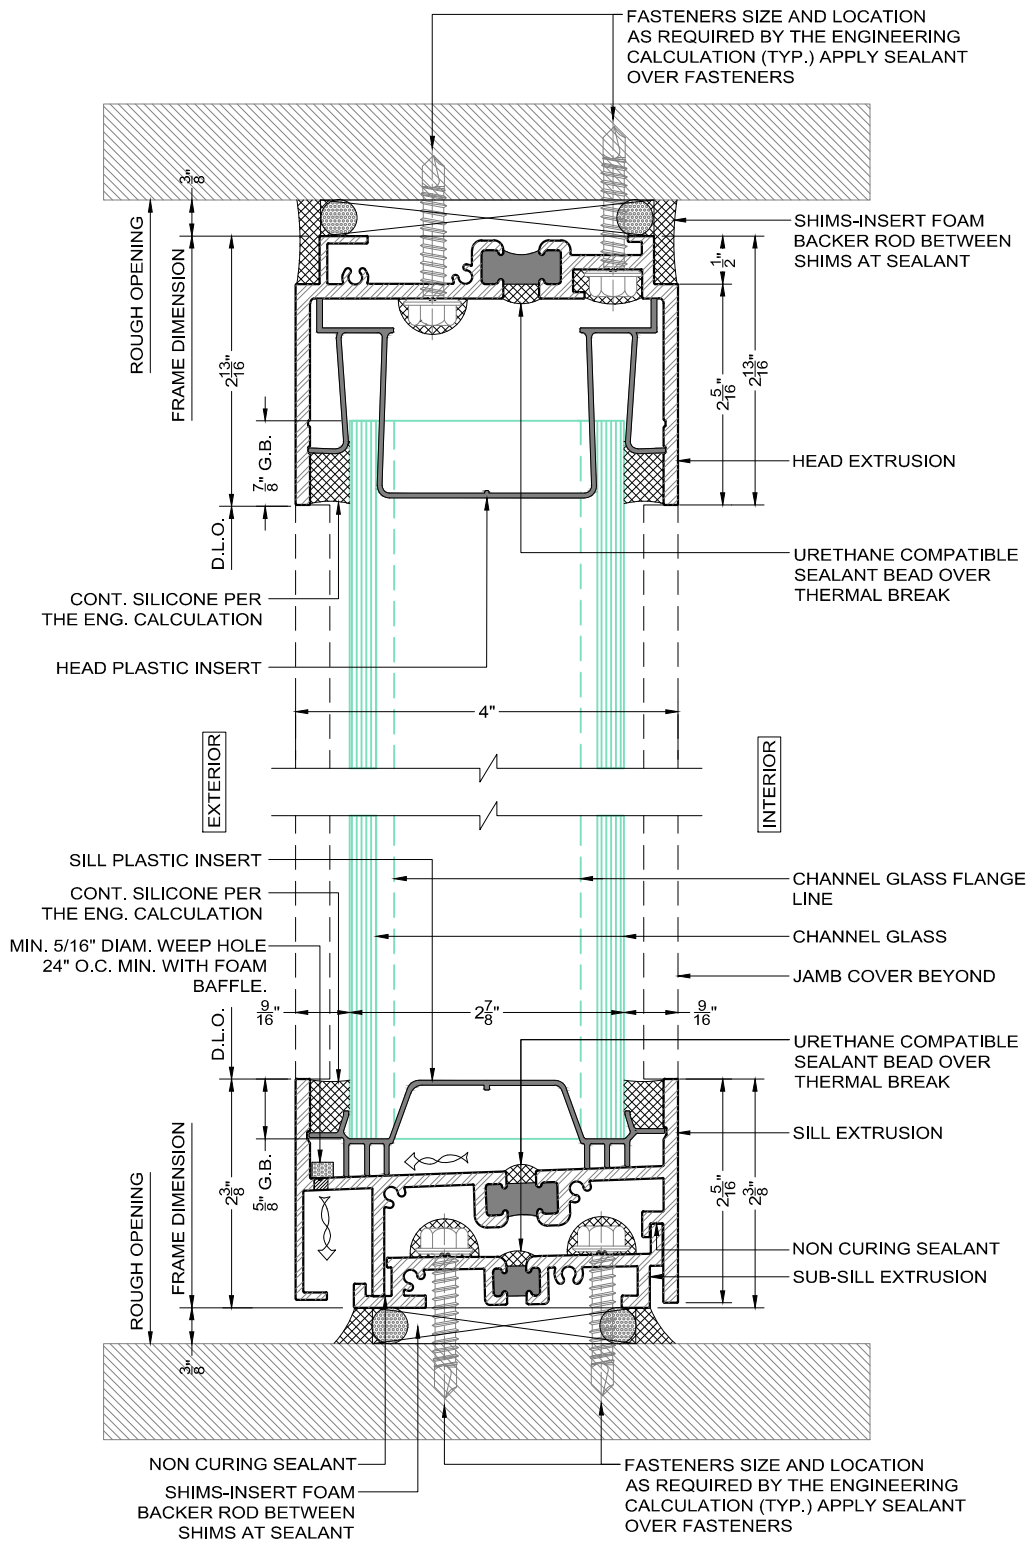 FASTENERS SIZE AND LOCATION
AS REQUIRED BY THE ENGINEERING
CALCULATION (TYP.) APPLY SEALANT
OVER FASTENERS
3/8"
ROUGH OPENING
FRAME DIMENSION
2 13/16"
7/8" G.B.
D.L.O.
SHIMS-INSERT FOAM
BACKER ROD BETWEEN
SHIMS AT SEALANT
1/2"
2 5/16"
2 13/16"
HEAD EXTRUSION
URETHANE COMPATIBLE
SEALANT BEAD OVER
THERMAL BREAK
CONT. SILICONE PER
THE ENG. CALCULATION
HEAD PLASTIC INSERT
4"
EXTERIOR
INTERIOR
SILL PLASTIC INSERT
CONT. SILICONE PER
THE ENG. CALCULATION
MIN. 5/16" DIAM. WEEP HOLE
24" O.C. MIN. WITH FOAM
BAFFLE.
CHANNEL GLASS FLANGE
LINE
CHANNEL GLASS
JAMB COVER BEYOND
9/16"
2 7/8"
9/16"
D.L.O.
URETHANE COMPATIBLE
SEALANT BEAD OVER
THERMAL BREAK
SILL EXTRUSION
5/8" G.B.
2 3/8"
FRAME DIMENSION
ROUGH OPENING
3/8"
2 5/16"
2 3/8"
NON CURING SEALANT
SUB-SILL EXTRUSION
NON CURING SEALANT
SHIMS-INSERT FOAM
BACKER ROD BETWEEN
SHIMS AT SEALANT
FASTENERS SIZE AND LOCATION
AS REQUIRED BY THE ENGINEERING
CALCULATION (TYP.) APPLY SEALANT
OVER FASTENERS